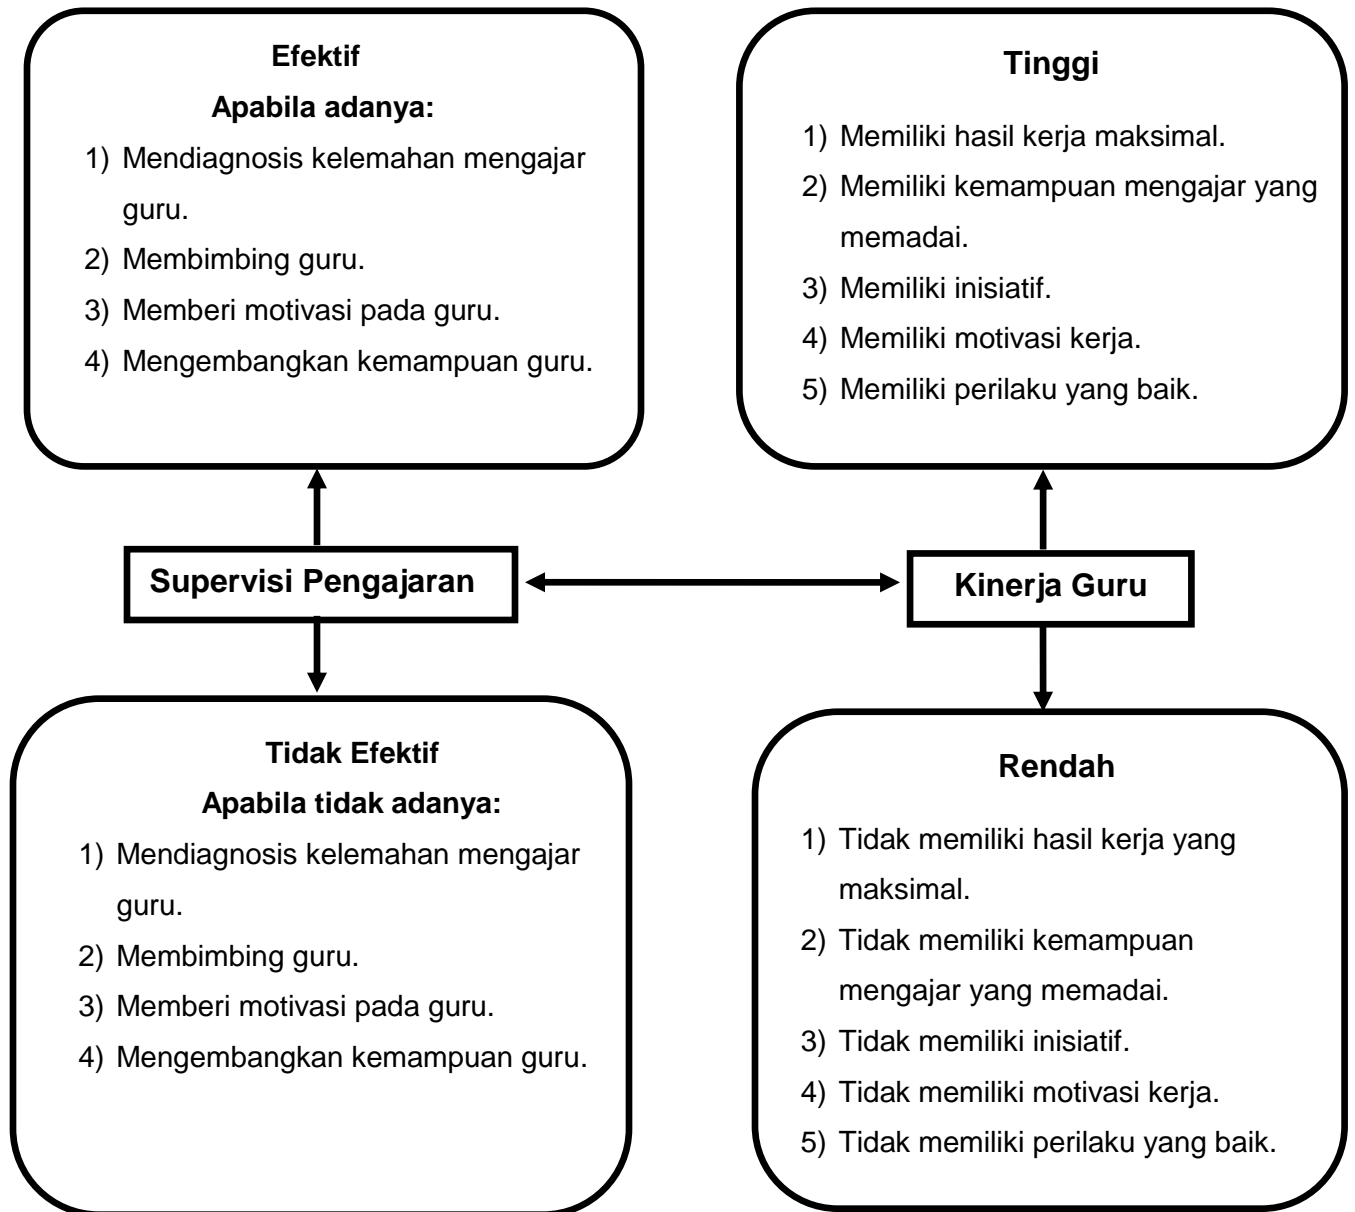 Efektif
Apabila adanya:
1) Mendiagnosis kelemahan mengajar
guru.
2) Membimbing guru.
3) Memberi motivasi pada guru.
4) Mengembangkan kemampuan guru.
Tinggi
1) Memiliki hasil kerja maksimal.
2) Memiliki kemampuan mengajar yang
memadai.
3) Memiliki inisiatif.
4) Memiliki motivasi kerja.
5) Memiliki perilaku yang baik.
Supervisi Pengajaran
Kinerja Guru
Tidak Efektif
Apabila tidak adanya:
1) Mendiagnosis kelemahan mengajar
guru.
2) Membimbing guru.
3) Memberi motivasi pada guru.
4) Mengembangkan kemampuan guru.
Rendah
1) Tidak memiliki hasil kerja yang
maksimal.
2) Tidak memiliki kemampuan
mengajar yang memadai.
3) Tidak memiliki inisiatif.
4) Tidak memiliki motivasi kerja.
5) Tidak memiliki perilaku yang baik.